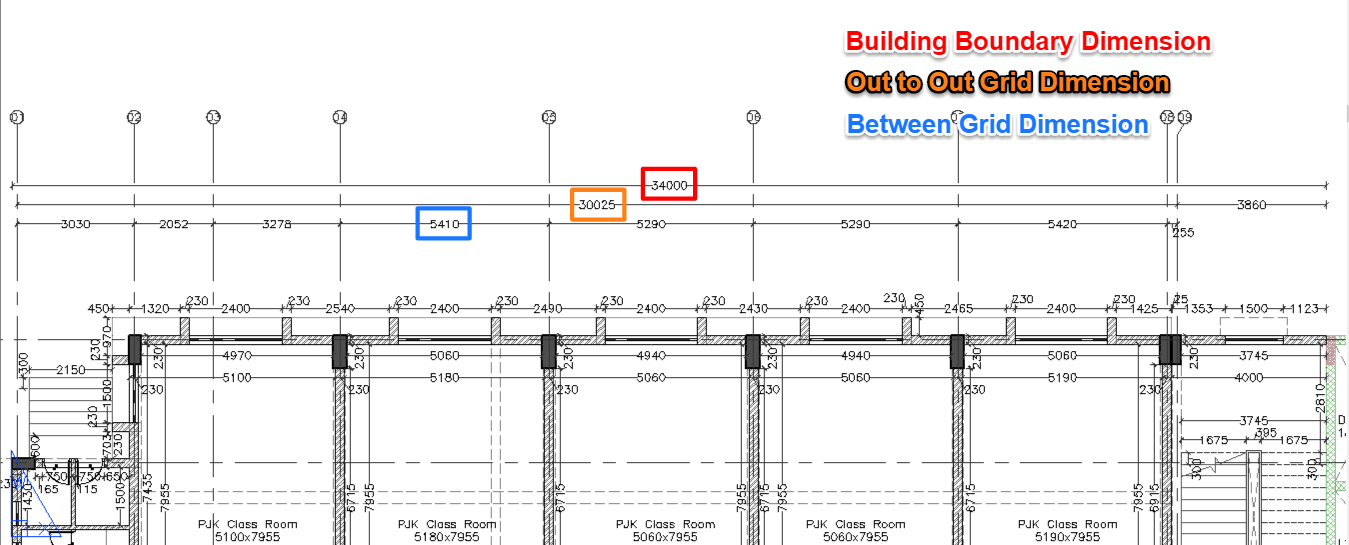 Building Boundary Dimension
Out to Out Grid Dimension
Between Grid Dimension
01 02 03 04 05 06 08 09
34000
30025 3860
3030 2052 3278 5410 5290 5290 5420 255
230 230 230 230 230 230 230 230 230 230
450 1320 2400 2540 2400 2490 2400 2430 2400 450 2465 2400 1425 25 1353 1500 1123
970
230 230 4970 230 5060 230 4940 230 4940 230 5060 230 3745
300 2150 5100 5180 5060 5060 5190 4000
1500 230 230 230 230 230 2810
230
703 230 3745
600 395
1675 1675
750 750 650
165 115 300 300
1430 1500 7435 7955 6715 7955 6715 7955 6715 7955 6715 7955 6915
PJK Class Room PJK Class Room PJK Class Room PJK Class Room PJK Class Room
5100x7955 5180x7955 5060x7955 5060x7955 5190x7955